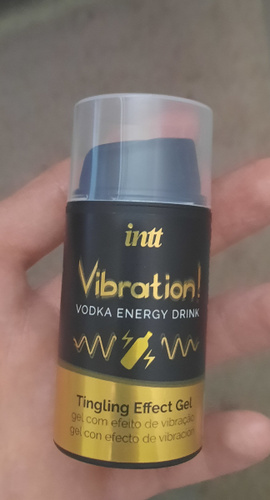 intt
Vibration!
VODKA ENERGY DRINK
Tingling Effect Gel
gel com efeito de vibração
gel con efecto de vibración